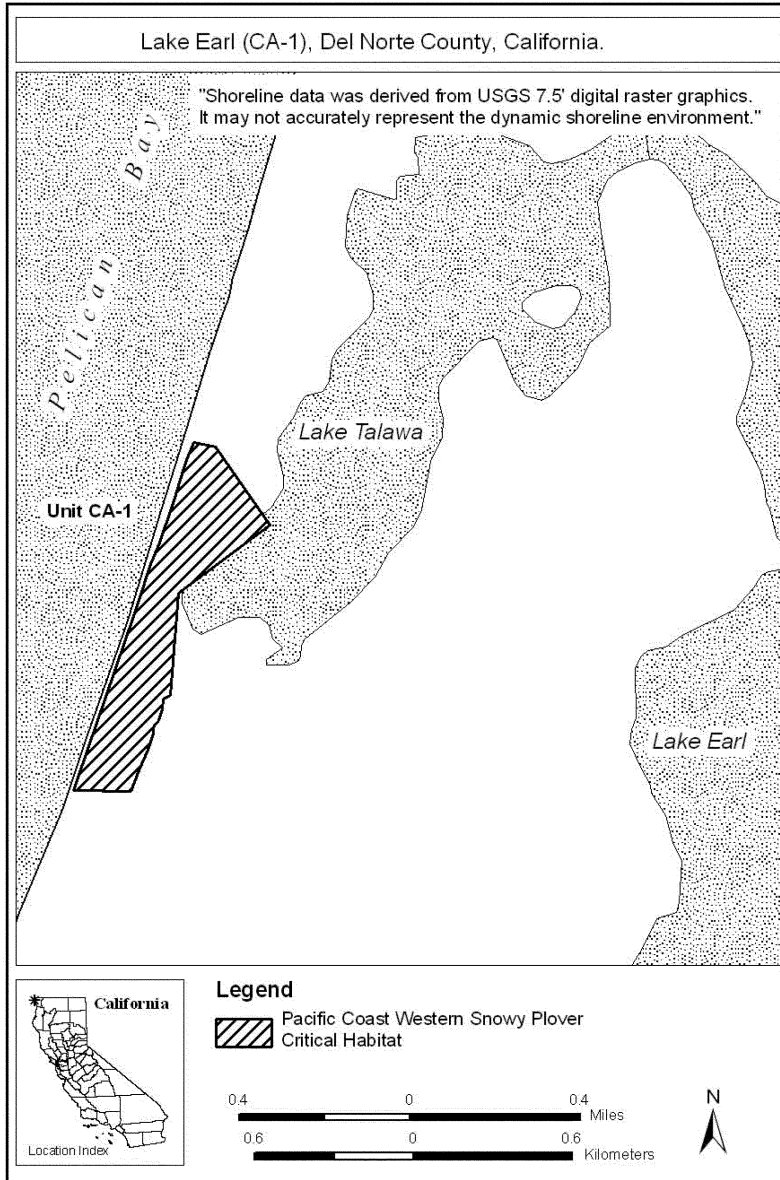 Lake Earl (CA-1), Del Norte County, California.
"Shoreline data was derived from USGS 7.5' digital raster graphics.
It may not accurately represent the dynamic shoreline environment."
Pelican Bay
Lake Talawa
Unit CA-1
Lake Earl
California
Location Index
Legend
Pacific Coast Western Snowy Plover
Critical Habitat
0.4 0 0.4
Miles
0.6 0 0.6
Kilometers
N